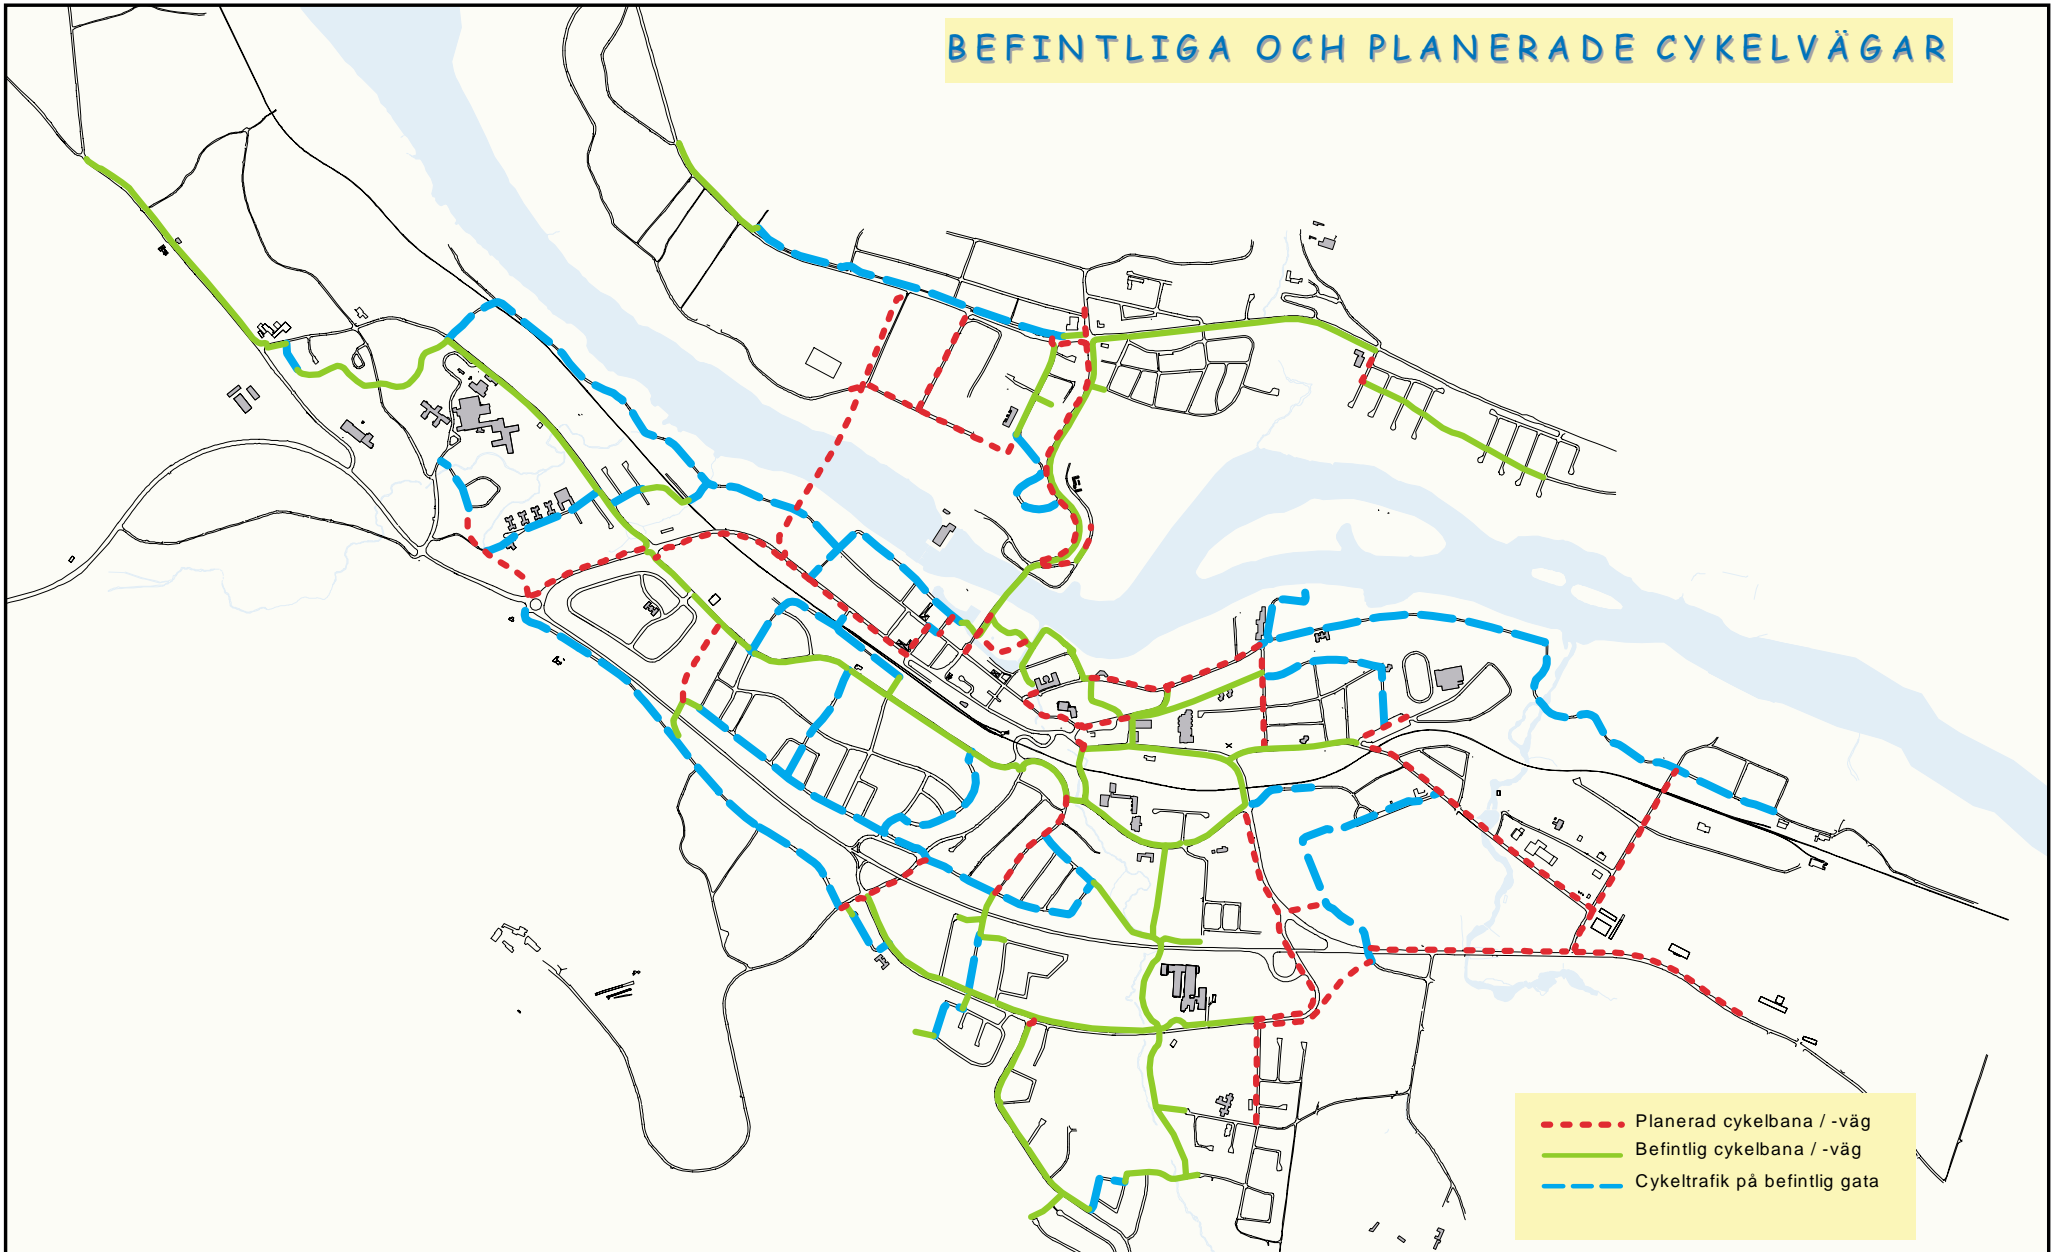 BEFINTLIGA OCH PLANERADE CYKELVÄGAR
Planerad cykelbana / -väg
Befintlig cykelbana / -väg
Cykeltrafik på befintlig gata